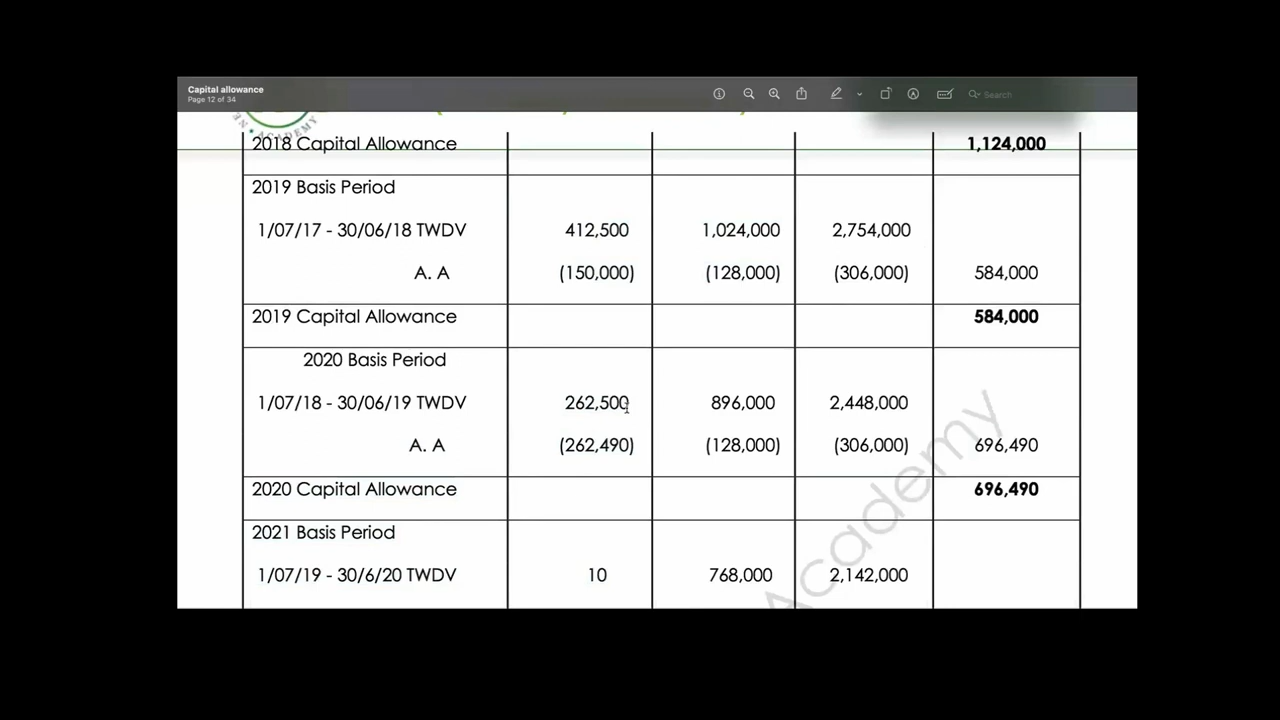 Capital allowance
Page 12 of 34
Search
ACADEMY
2018 Capital Allowance 1,124,000
2019 Basis Period
1/07/17 - 30/06/18 TWDV 412,500 1,024,000 2,754,000
A. A (150,000) (128,000) (306,000) 584,000
2019 Capital Allowance 584,000
2020 Basis Period
1/07/18 - 30/06/19 TWDV 262,500 896,000 2,448,000
A. A (262,490) (128,000) (306,000) 696,490
2020 Capital Allowance 696,490
2021 Basis Period
1/07/19 - 30/6/20 TWDV 10 768,000 2,142,000
Academy